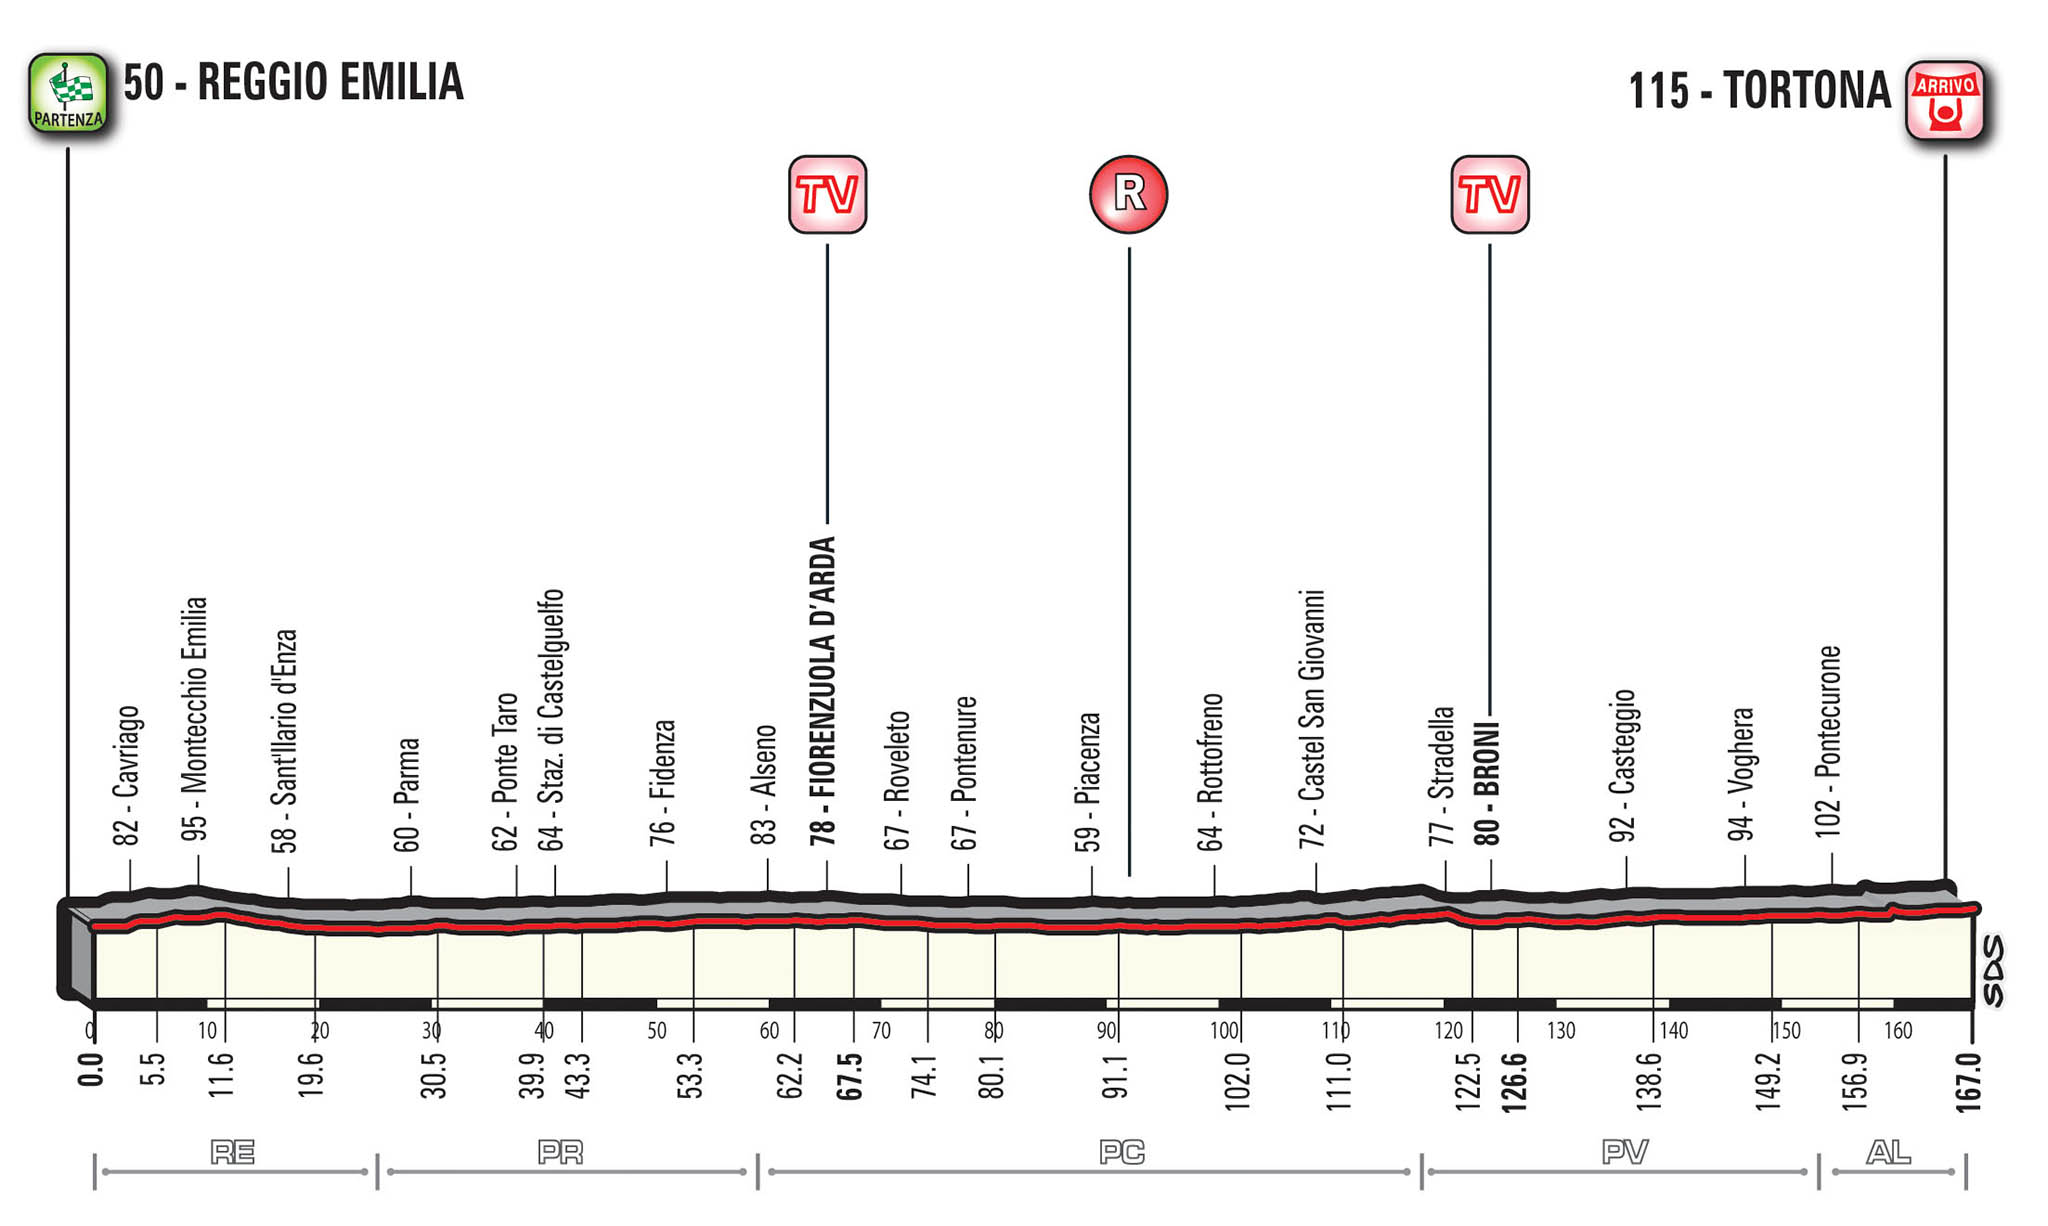 PARTENZA
50 - REGGIO EMILIA
115 - TORTONA
ARRIVO
TV
R
TV
82 - Cavriago
95 - Montecchio Emilia
58 - Sant'Ilario d'Enza
60 - Parma
62 - Ponte Taro
64 - Staz. di Castelguelfo
76 - Fidenza
83 - Alseno
78 - FIORENZUOLA D'ARDA
67 - Roveleto
67 - Pontenure
59 - Piacenza
64 - Rottofreno
72 - Castel San Giovanni
77 - Stradella
80 - BRONI
92 - Casteggio
94 - Voghera
102 - Pontecurone
SDS
0 10 20 30 40 50 60 70 80 90 100 110 120 130 140 150 160
0.0
5.5
11.6
19.6
30.5
39.9
43.3
53.3
62.2
67.5
74.1
80.1
91.1
102.0
111.0
122.5
126.6
138.6
149.2
156.9
167.0
RE PR PC PV AL